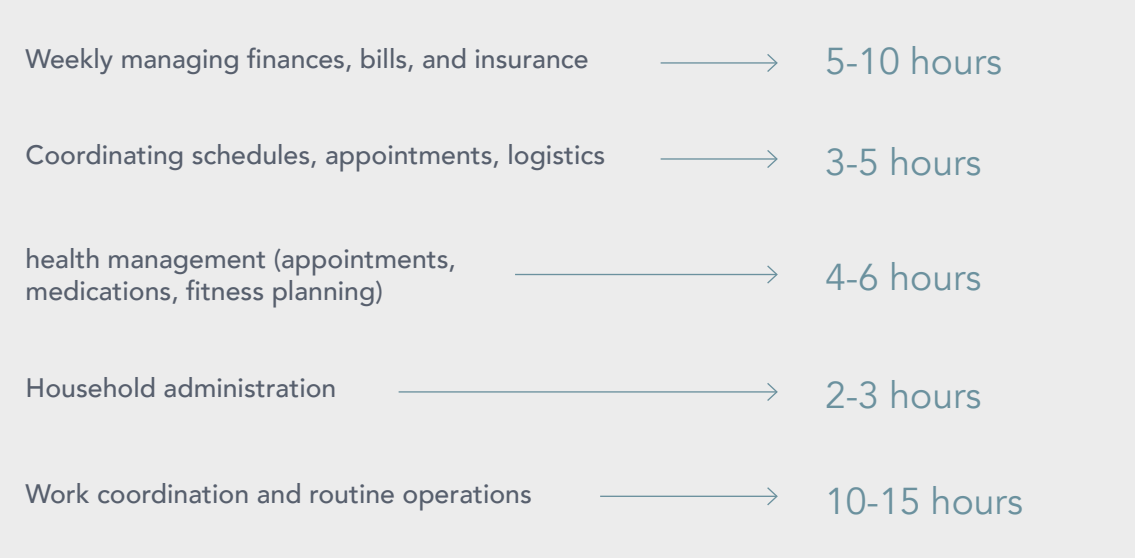 Weekly managing finances, bills, and insurance
5-10 hours
Coordinating schedules, appointments, logistics
3-5 hours
health management (appointments,
medications, fitness planning)
4-6 hours
Household administration
2-3 hours
Work coordination and routine operations
10-15 hours